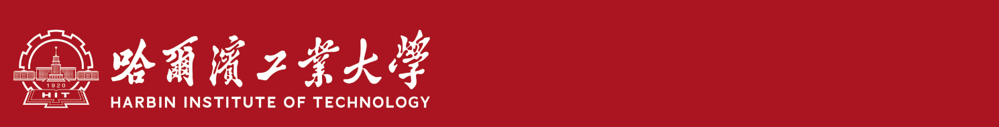 哈爾濱工業大學
HARBIN INSTITUTE OF TECHNOLOGY
1920
HIT